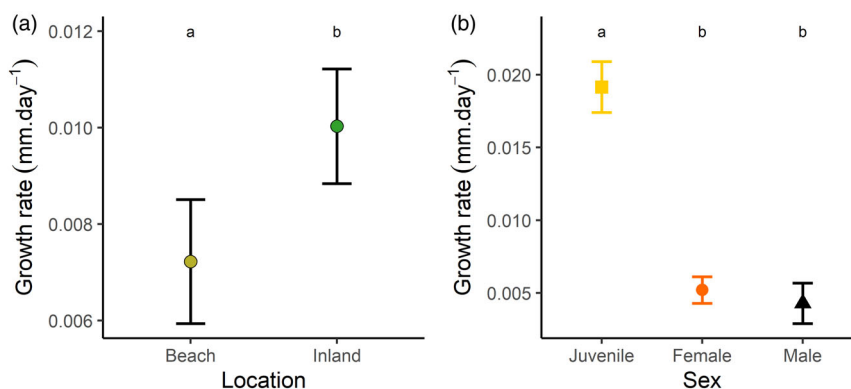 (a)
a
b
0.012
0.010
0.008
0.006
Growth rate (mm.day⁻¹)
Beach
Inland
Location
(b)
a
b
b
0.020
0.015
0.010
0.005
Growth rate (mm.day⁻¹)
Juvenile
Female
Male
Sex